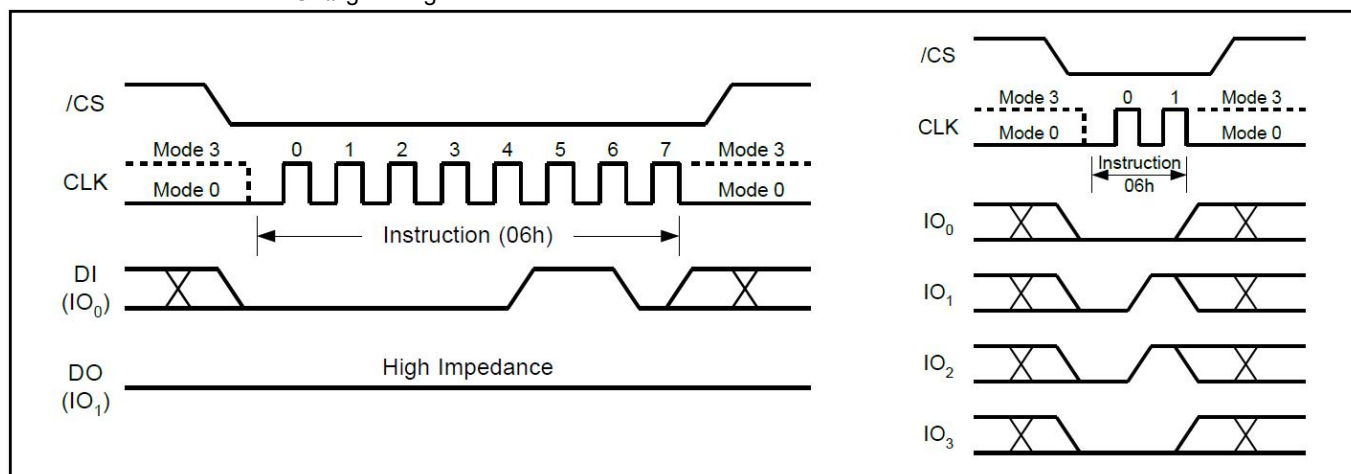 /CS
Mode 3 0 1 2 3 4 5 6 7 Mode 3
CLK Mode 0 Mode 0
Instruction (06h)
DI
(IO0)
High Impedance
DO
(IO1)
/CS
Mode 3 0 1 Mode 3
CLK Mode 0 Mode 0
Instruction
06h
IO0
IO1
IO2
IO3